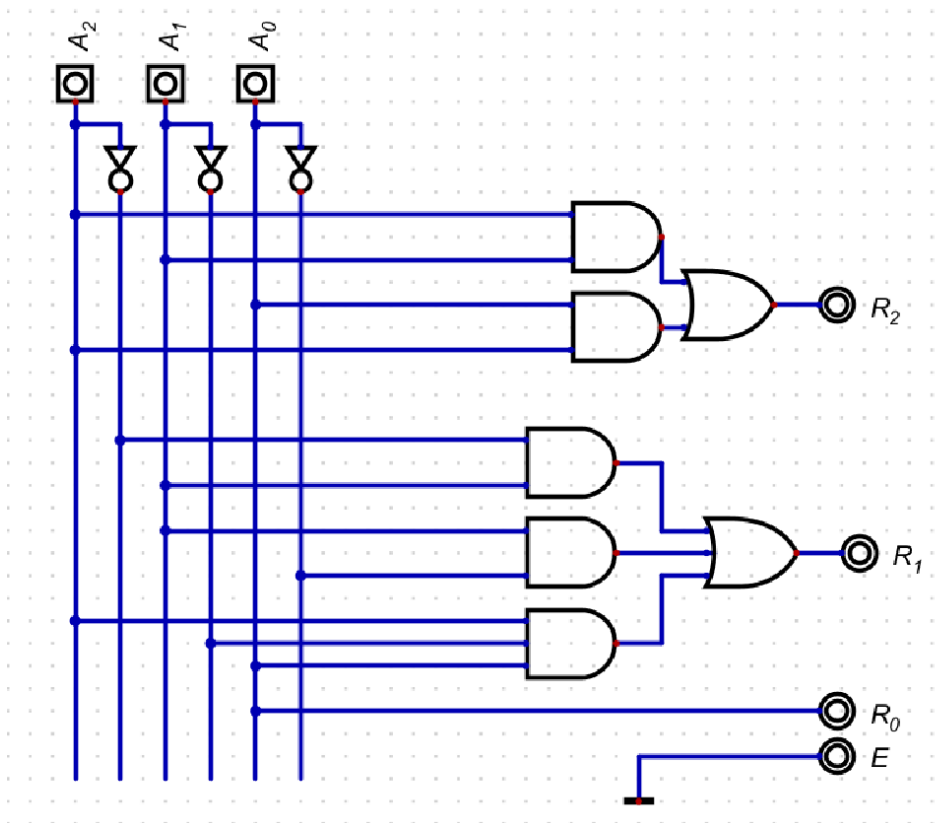 A₂ A₁ A₀
R₂
R₁
R₀
E